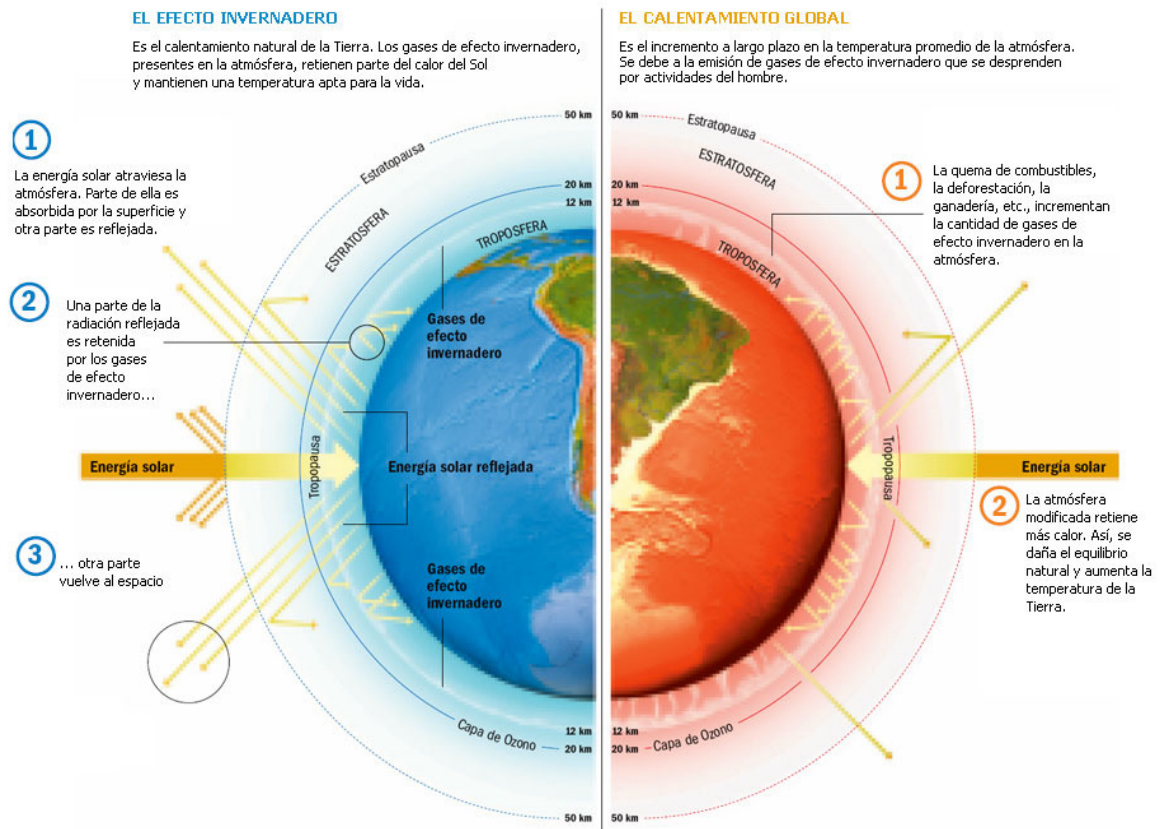 EL EFECTO INVERNADERO
Es el calentamiento natural de la Tierra. Los gases de efecto invernadero,
presentes en la atmósfera, retienen parte del calor del Sol
y mantienen una temperatura apta para la vida.
1
La energía solar atraviesa la
atmósfera. Parte de ella es
absorbida por la superficie y
otra parte es reflejada.
2
Una parte de la
radiación reflejada
es retenida
por los gases
de efecto
invernadero...
Energía solar
3
... otra parte
vuelve al espacio
50 km
Estratopausa
20 km
12 km
ESTRATOSFERA
TROPOSFERA
Gases de
efecto
invernadero
Tropopausa
Energía solar reflejada
Gases de
efecto
invernadero
Capa de Ozono
12 km
20 km
50 km
EL CALENTAMIENTO GLOBAL
Es el incremento a largo plazo en la temperatura promedio de la atmósfera.
Se debe a la emisión de gases de efecto invernadero que se desprenden
por actividades del hombre.
50 km
Estratopausa
ESTRATÓSFERA
20 km
12 km
TROPOSFERA
1
La quema de combustibles,
la deforestación, la
ganadería, etc., incrementan
la cantidad de gases de
efecto invernadero en la
atmósfera.
Tropopausa
Energía solar
2
La atmósfera
modificada retiene
más calor. Así, se
daña el equilibrio
natural y aumenta la
temperatura de la
Tierra.
12 km
20 km
Capa de Ozono
50 km